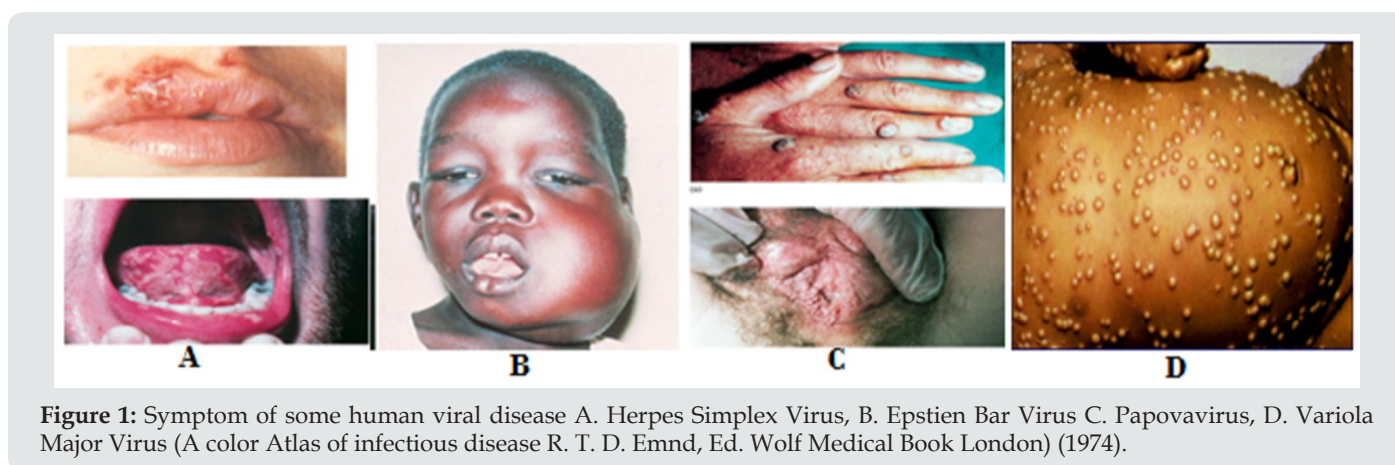 A
B
C
D
Figure 1: Symptom of some human viral disease A. Herpes Simplex Virus, B. Epstien Bar Virus C. Papovavirus, D. Variola
Major Virus (A color Atlas of infectious disease R. T. D. Emnd, Ed. Wolf Medical Book London) (1974).